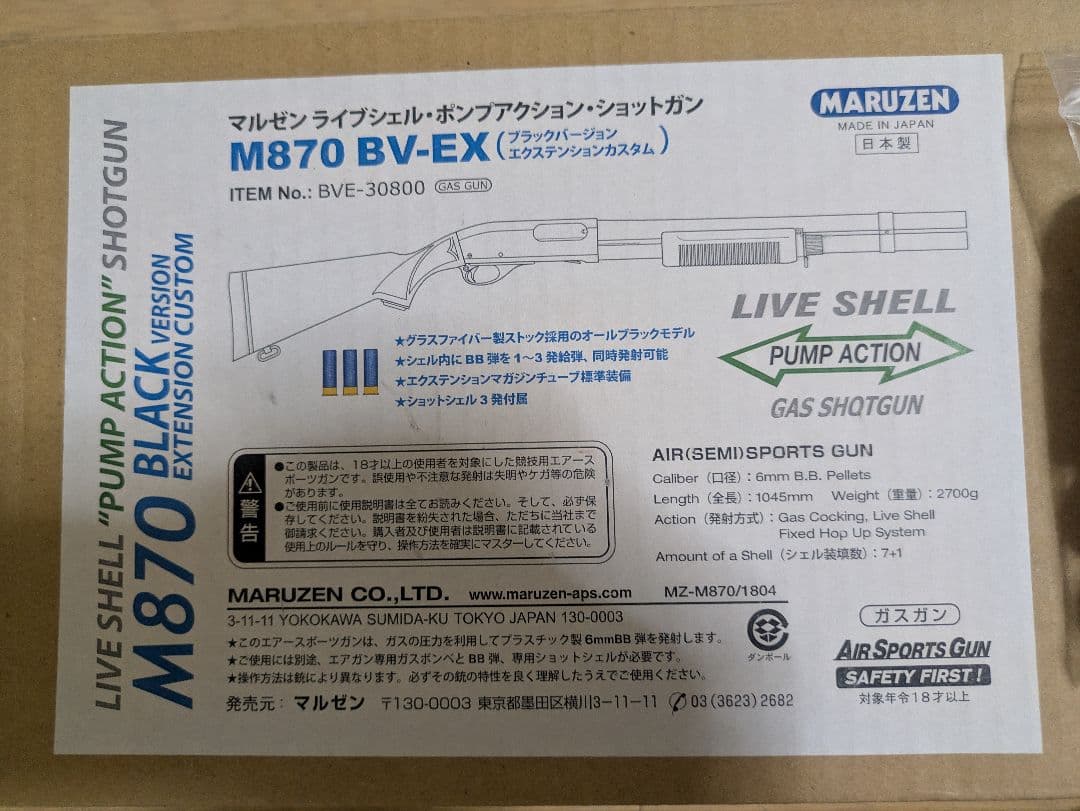 LIVE SHELL "PUMP ACTION" SHOTGUN
M870 BLACK VERSION
EXTENSION CUSTOM
マルゼン ライブシェル・ポンプアクション・ショットガン
M870 BV-EX (ブラックバージョン エクステンションカスタム)
ITEM No.: BVE-30800 GAS GUN
MARUZEN
MADE IN JAPAN
日本製
★グラスファイバー製ストック採用のオールブラックモデル
★シェル内にBB弾を1〜3発給弾、同時発射可能
★エクステンションマガジンチューブ標準装備
★ショットシェル3発付属
LIVE SHELL
PUMP ACTION
GAS SHOTGUN
警告
●この製品は、18才以上の使用者を対象にした競技用エアース
ポーツガンです。誤使用や不注意な発射は失明やケガ等の危険
があります。
●ご使用前に使用説明書は全てお読みください。そして、必ず保
存してください。説明書を紛失された場合、ただちに当社まで
御請求ください。購入者及び使用者は説明書に記載されている
使用上のルールを守り、操作方法を確実にマスターしてください。
AIR(SEMI)SPORTS GUN
Caliber (口径) : 6mm B.B. Pellets
Length (全長) : 1045mm Weight (重量) : 2700g
Action (発射方式) : Gas Cocking, Live Shell
Fixed Hop Up System
Amount of a Shell (シェル装填数) : 7+1
MARUZEN CO.,LTD. www.maruzen-aps.com MZ-M870/1804
3-11-11 YOKOKAWA SUMIDA-KU TOKYO JAPAN 130-0003
★このエアースポーツガンは、ガスの圧力を利用してプラスチック製6mmBB弾を発射します。
★ご使用には別途、エアガン専用ガスボンベとBB弾、専用ショットシェルが必要です。
★操作方法は銃により異なります。必ずその銃の特性を良く理解したうえでご使用ください。
発売元: マルゼン 〒130-0003 東京都墨田区横川3-11-11 03(3623)2682
ダンボール
ガスガン
AIR SPORTS GUN
SAFETY FIRST!
対象年令18才以上